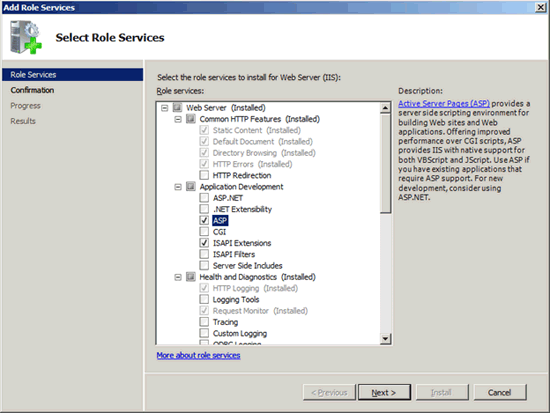 Add Role Services
Select Role Services
Role Services
Confirmation
Progress
Results
Select the role services to install for Web Server (IIS):
Role services:
Web Server (Installed)
Common HTTP Features (Installed)
Static Content (Installed)
Default Document (Installed)
Directory Browsing (Installed)
HTTP Errors (Installed)
HTTP Redirection
Application Development
ASP.NET
.NET Extensibility
ASP
CGI
ISAPI Extensions
ISAPI Filters
Server Side Includes
Health and Diagnostics (Installed)
HTTP Logging (Installed)
Logging Tools
Request Monitor (Installed)
Tracing
Custom Logging
ODBC Logging
More about role services
Description:
Active Server Pages (ASP) provides a
server side scripting environment for
building Web sites and Web
applications. Offering improved
performance over CGI scripts, ASP
provides IIS with native support for
both VBScript and JScript. Use ASP if
you have existing applications that
require ASP support. For new
development, consider using
ASP.NET.
< Previous
Next >
Install
Cancel